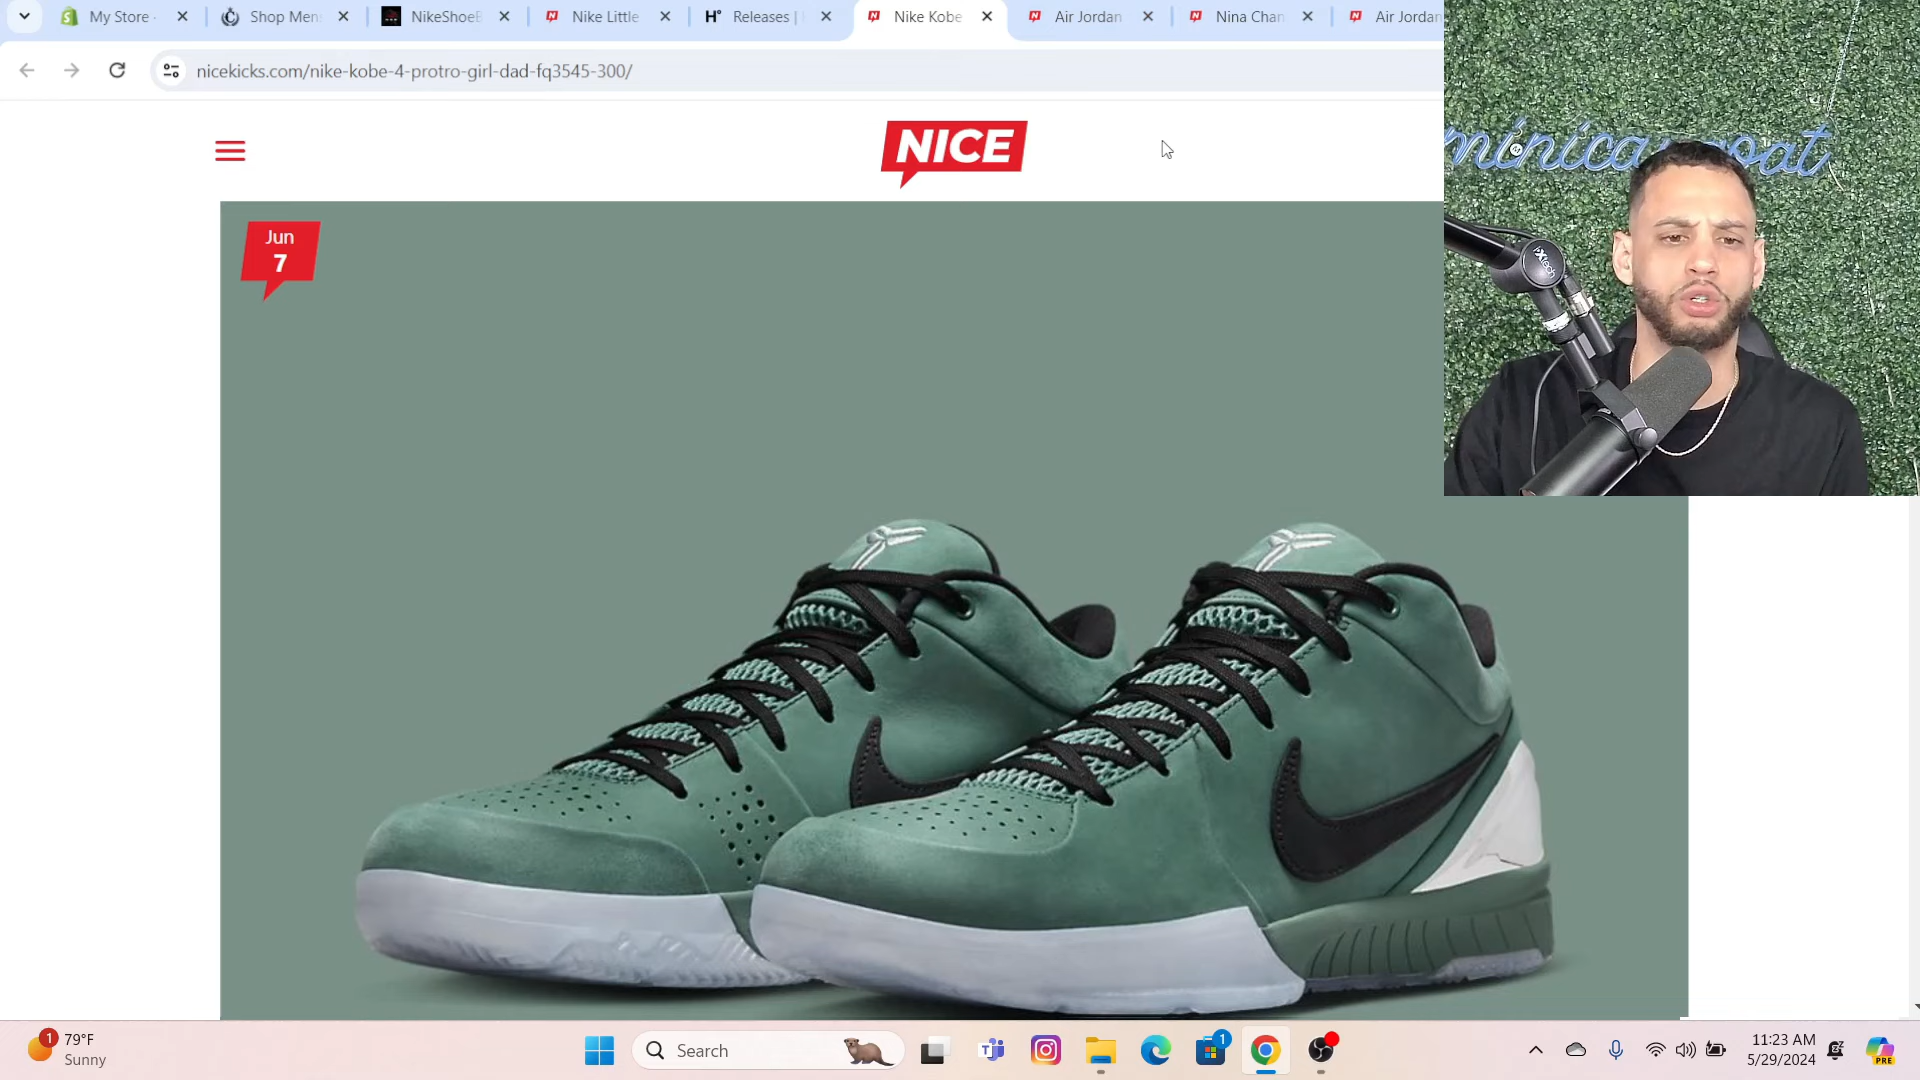 My Store -
Shop Men
NikeShoeB
Nike Little
H° Releases |
Nike Kobe
Air Jordan
Nina Chan
Air Jordan
nicekicks.com/nike-kobe-4-protro-girl-dad-fq3545-300/
NICE
minicangoat
Jun
7
79°F
Sunny
Search
11:23 AM
5/29/2024
PRE